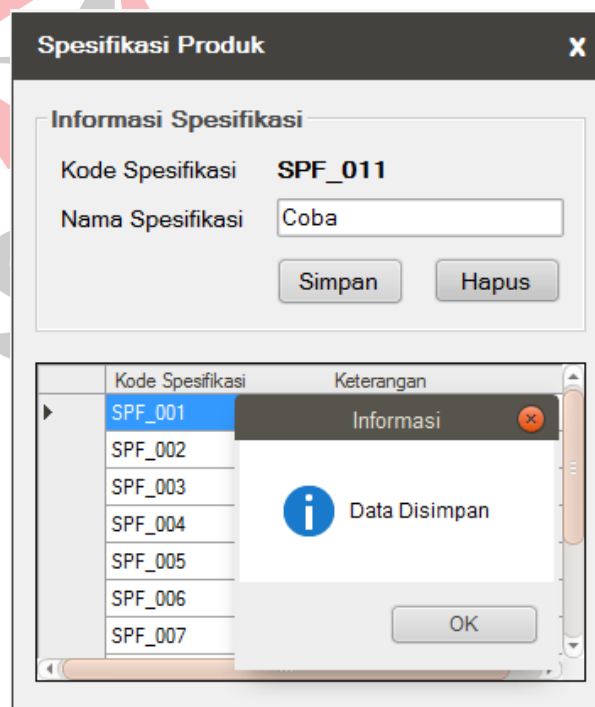 Spesifikasi Produk x
Informasi Spesifikasi
Kode Spesifikasi SPF_011
Nama Spesifikasi Coba
Simpan Hapus
Kode Spesifikasi Keterangan
SPF_001
SPF_002
SPF_003
SPF_004
SPF_005
SPF_006
SPF_007
Informasi
Data Disimpan
OK